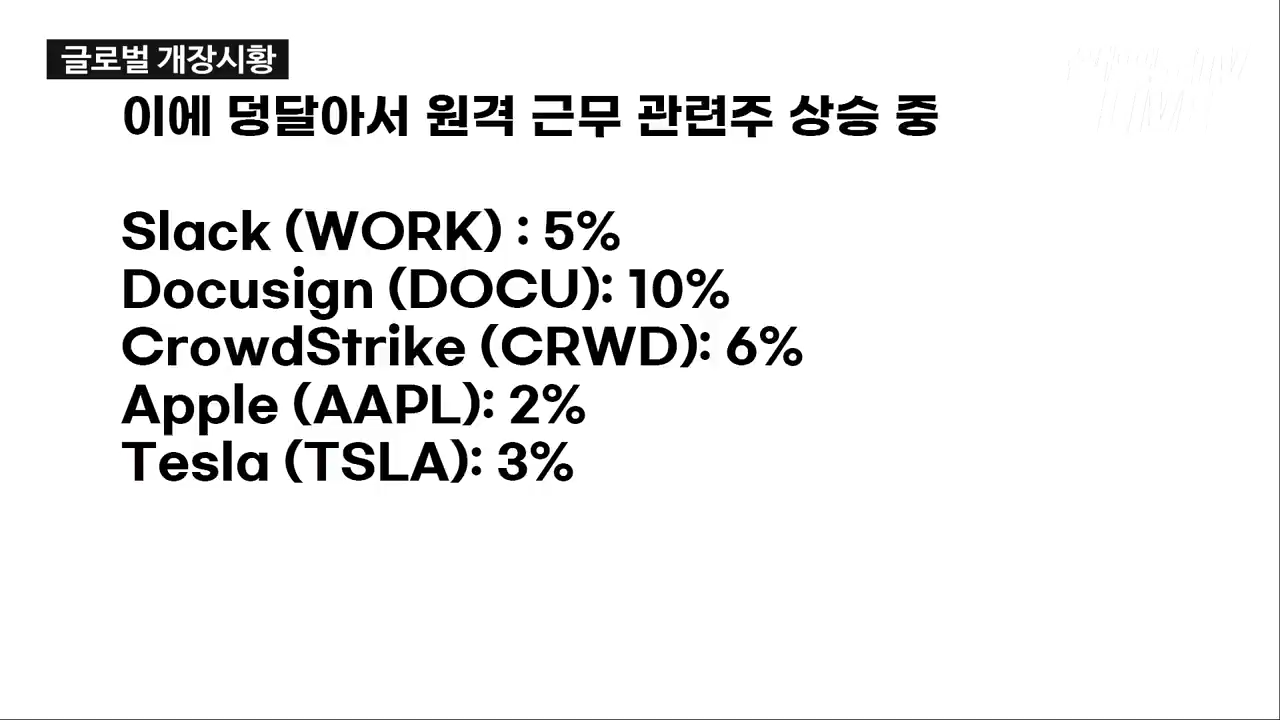 글로벌 개장시황
이에 덩달아서 원격 근무 관련주 상승 중
Slack (WORK) : 5%
Docusign (DOCU): 10%
CrowdStrike (CRWD): 6%
Apple (AAPL): 2%
Tesla (TSLA): 3%